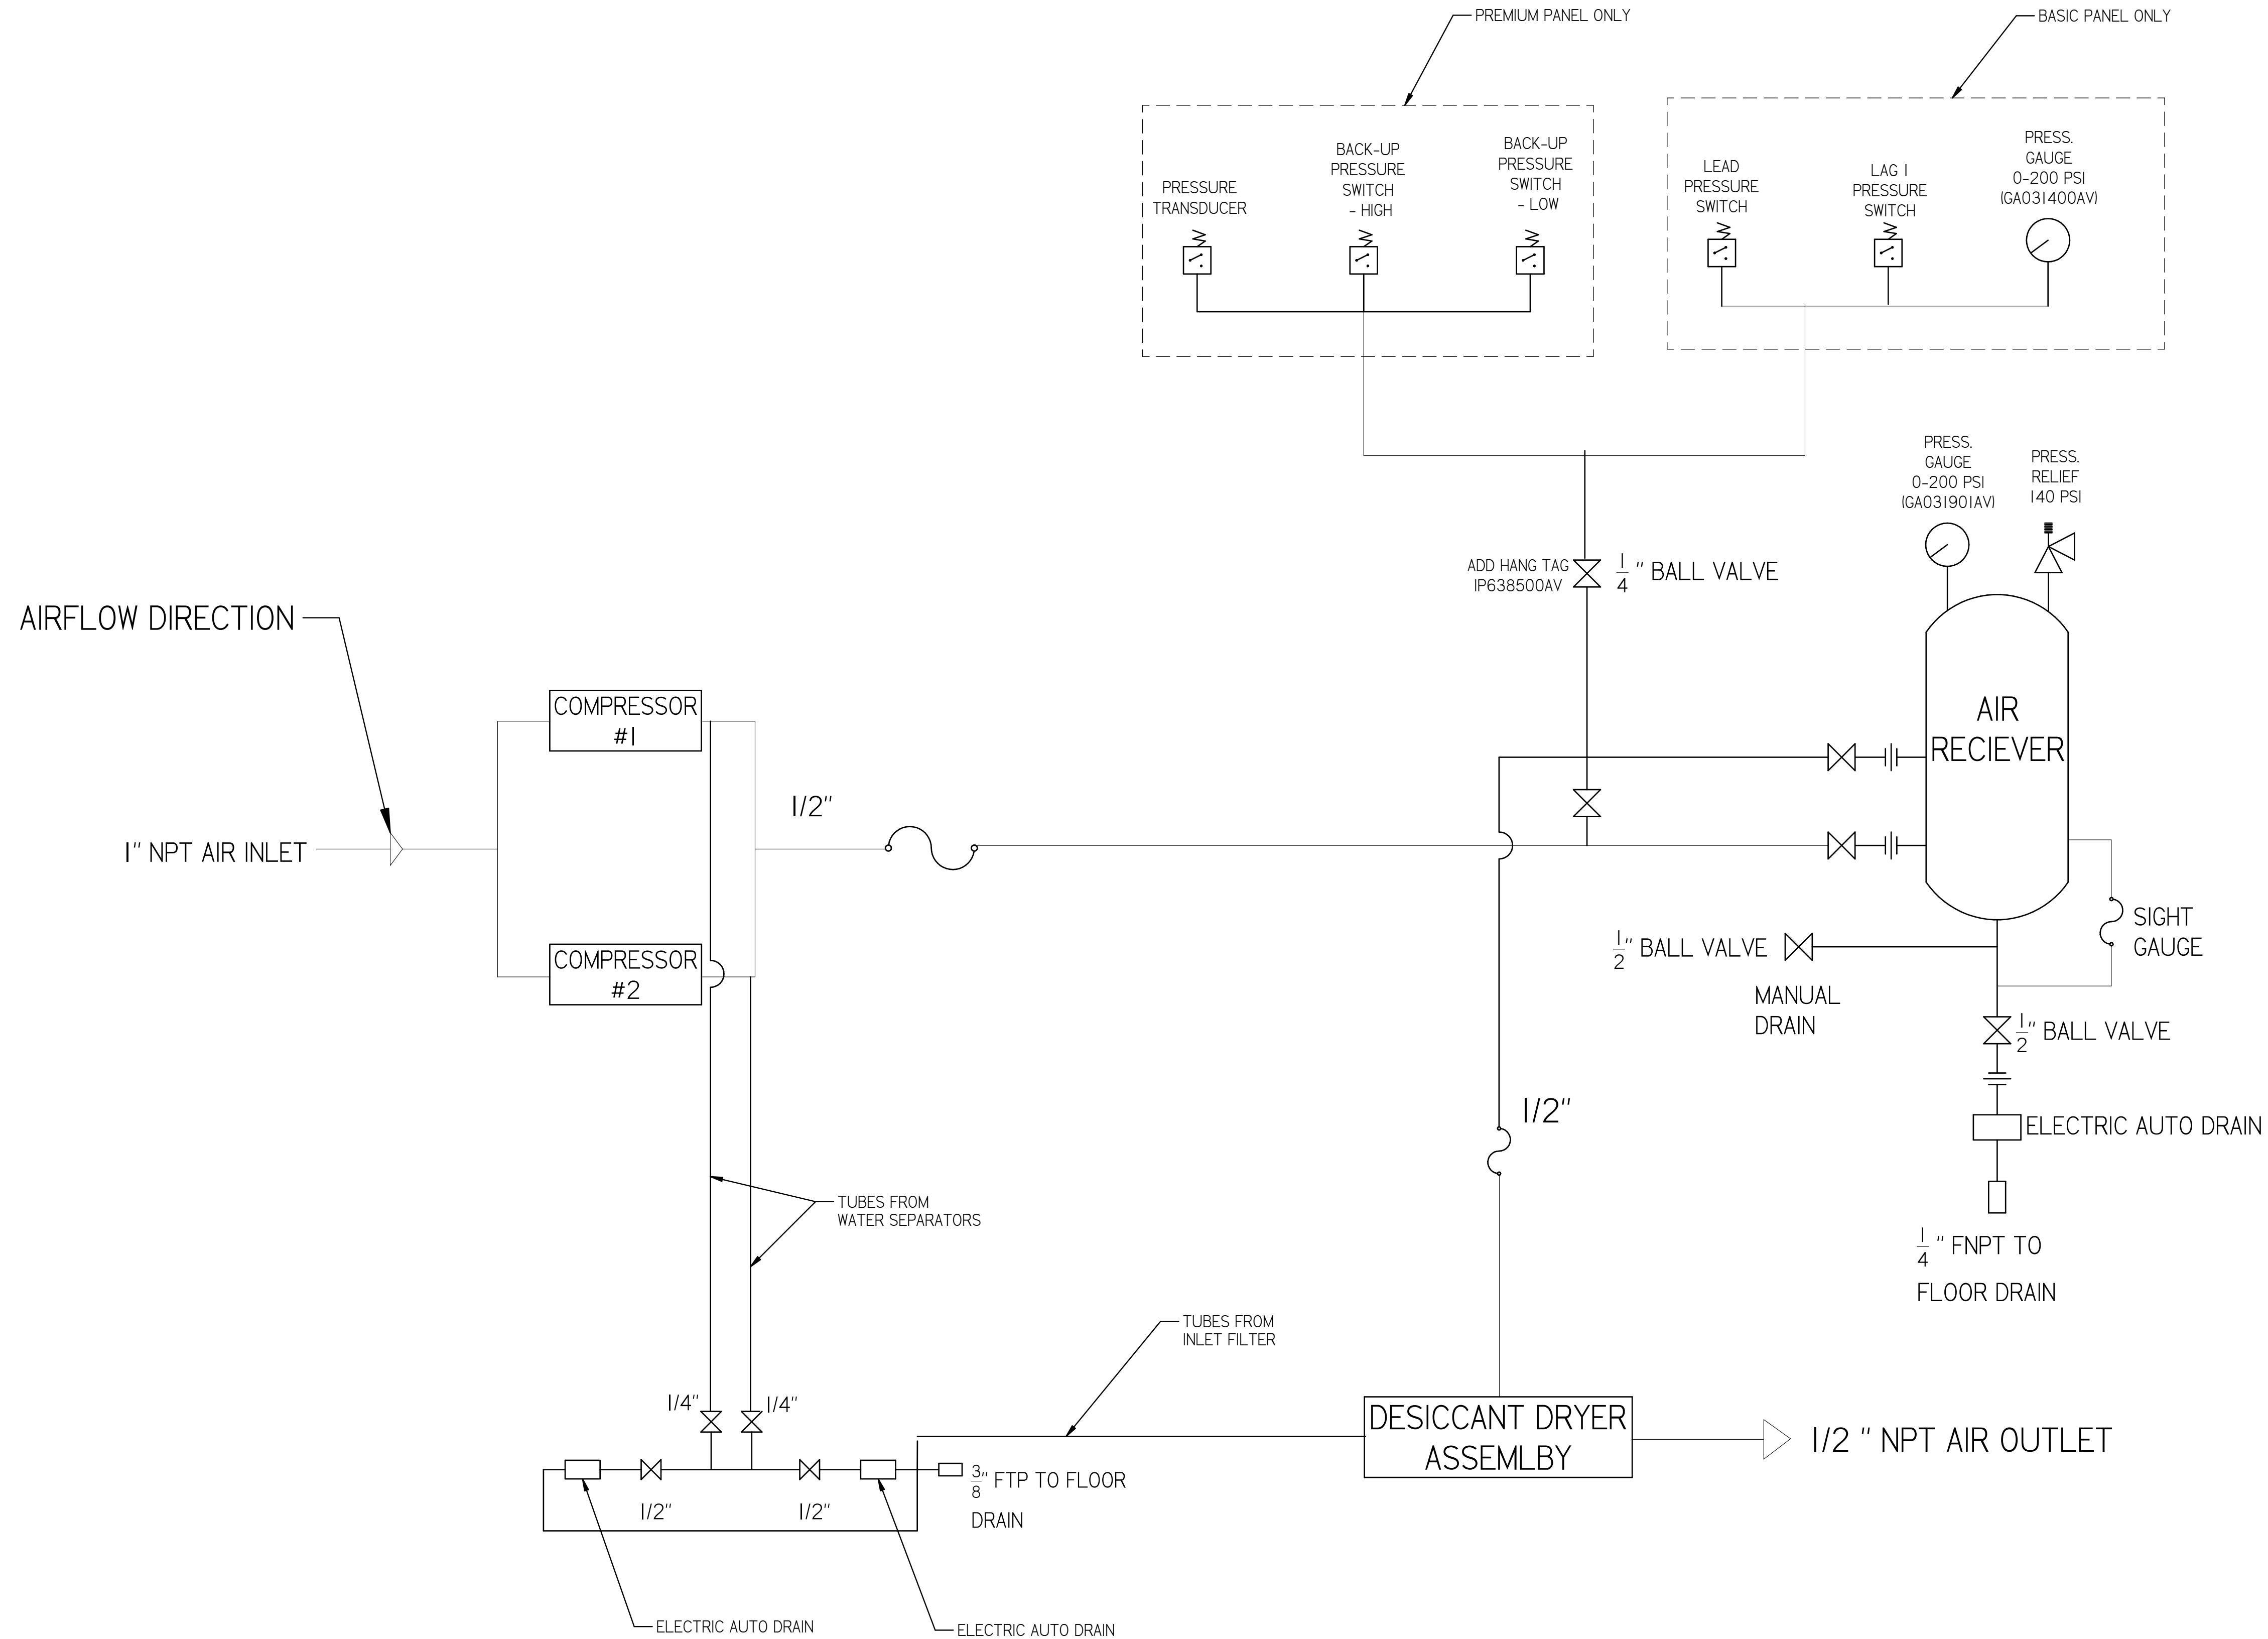 PREMIUM PANEL ONLY
BASIC PANEL ONLY
PRESSURE
TRANSDUCER
BACK-UP
PRESSURE
SWITCH
- HIGH
BACK-UP
PRESSURE
SWITCH
- LOW
LEAD
PRESSURE
SWITCH
LAG 1
PRESSURE
SWITCH
PRESS.
GAUGE
0-200 PSI
(GA031400AV)
PRESS.
GAUGE
0-200 PSI
(GA031901AV)
PRESS.
RELIEF
140 PSI
ADD HANG TAG
IP638500AV
1/4 " BALL VALVE
AIRFLOW DIRECTION
1" NPT AIR INLET
COMPRESSOR
#1
1/2"
COMPRESSOR
#2
AIR
RECIEVER
SIGHT
GAUGE
1/2" BALL VALVE
MANUAL
DRAIN
1/2" BALL VALVE
ELECTRIC AUTO DRAIN
1/4 " FNPT TO
FLOOR DRAIN
1/2"
TUBES FROM
WATER SEPARATORS
TUBES FROM
INLET FILTER
1/4"
1/4"
DESICCANT DRYER
ASSEMLBY
1/2 " NPT AIR OUTLET
3/8" FTP TO FLOOR
DRAIN
1/2"
1/2"
ELECTRIC AUTO DRAIN
ELECTRIC AUTO DRAIN